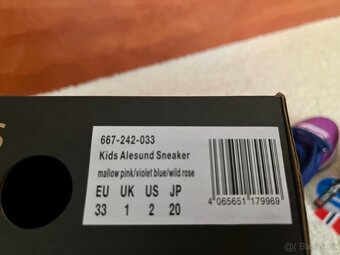 667-242-033
Kids Alesund Sneaker
mallow pink/violet blue/wild rose
EU UK US JP
33 1 2 20
4 065651 179969
S